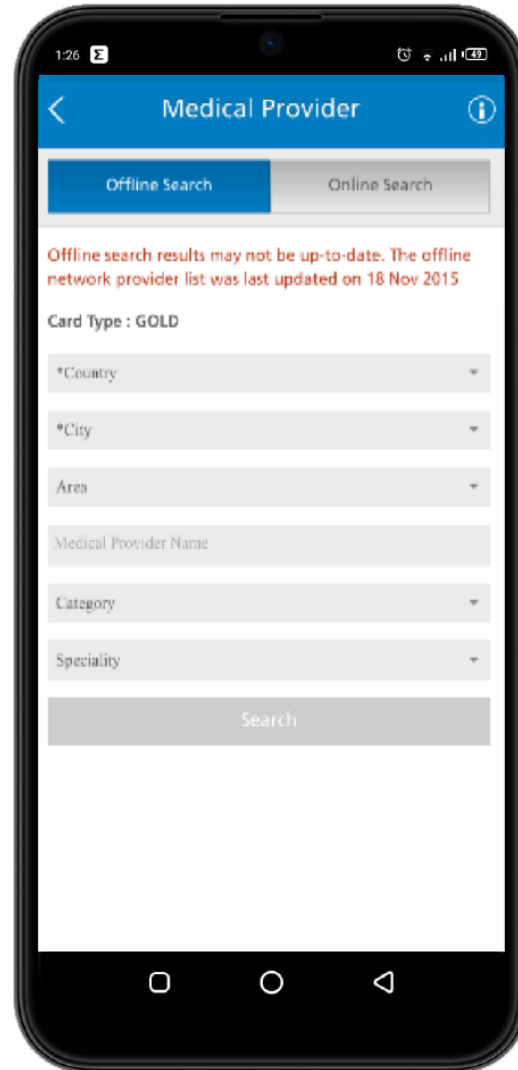 1:26 Σ 49
Medical Provider
Offline Search Online Search
Offline search results may not be up-to-date. The offline
network provider list was last updated on 18 Nov 2015
Card Type : GOLD
*Country
*City
Area
Medical Provider Name
Category
Speciality
Search